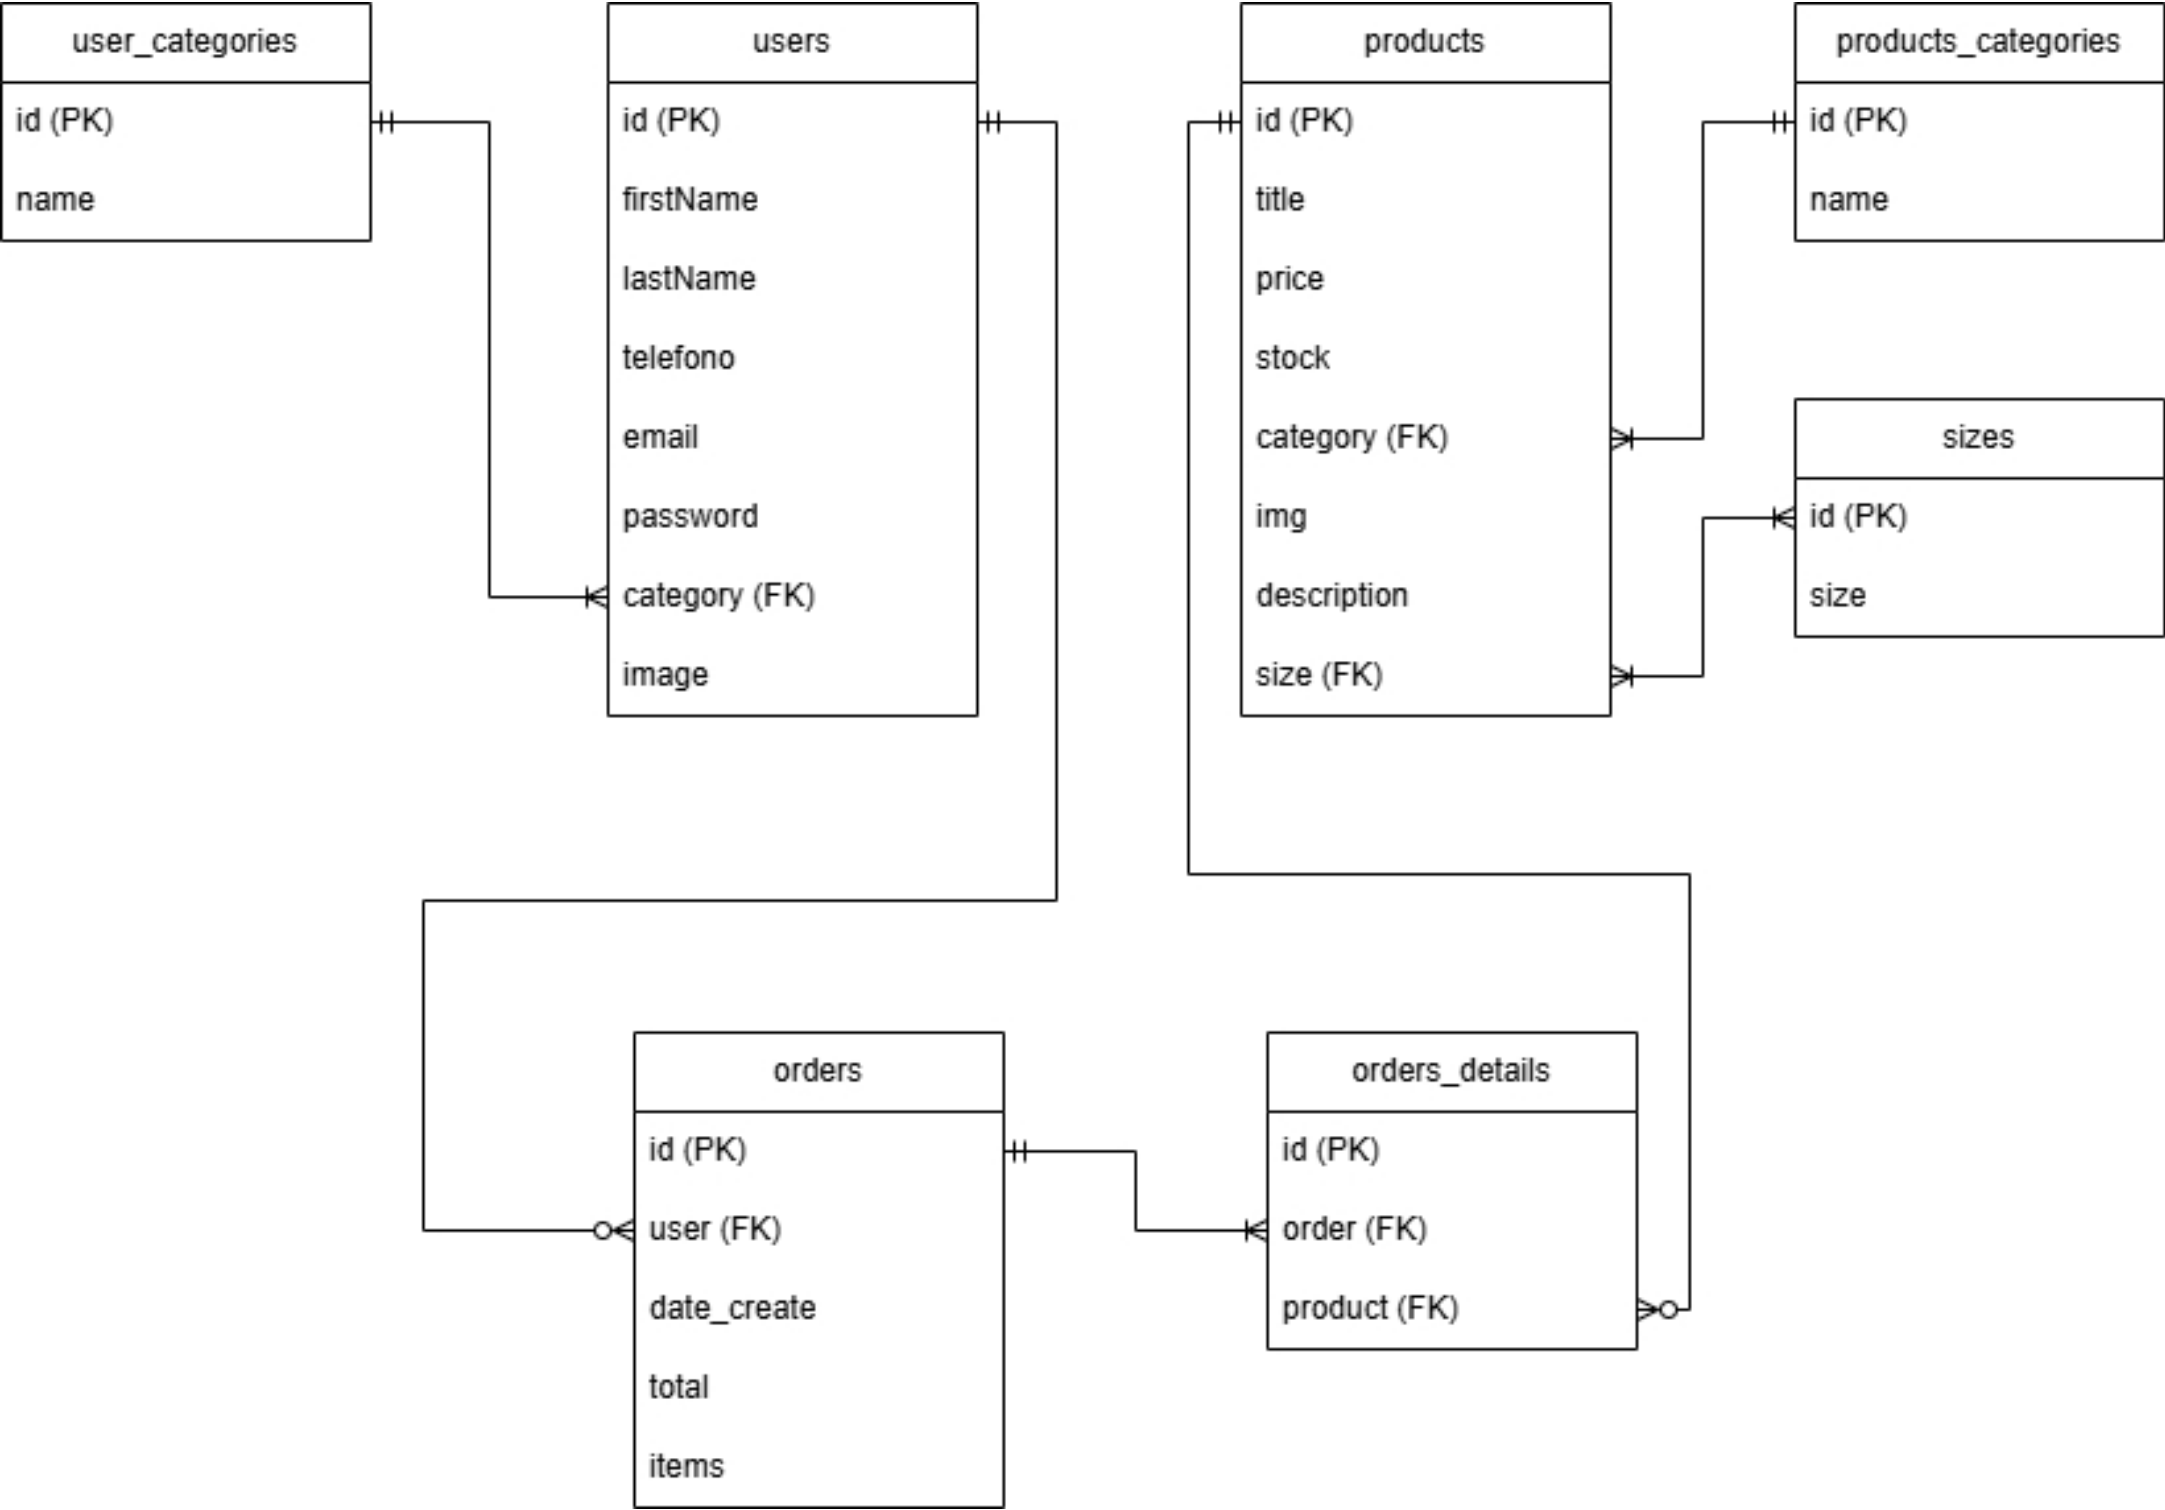 user_categories
id (PK)
name
users
id (PK)
firstName
lastName
telefono
email
password
category (FK)
image
products
id (PK)
title
price
stock
category (FK)
img
description
size (FK)
products_categories
id (PK)
name
sizes
id (PK)
size
orders
id (PK)
user (FK)
date_create
total
items
orders_details
id (PK)
order (FK)
product (FK)